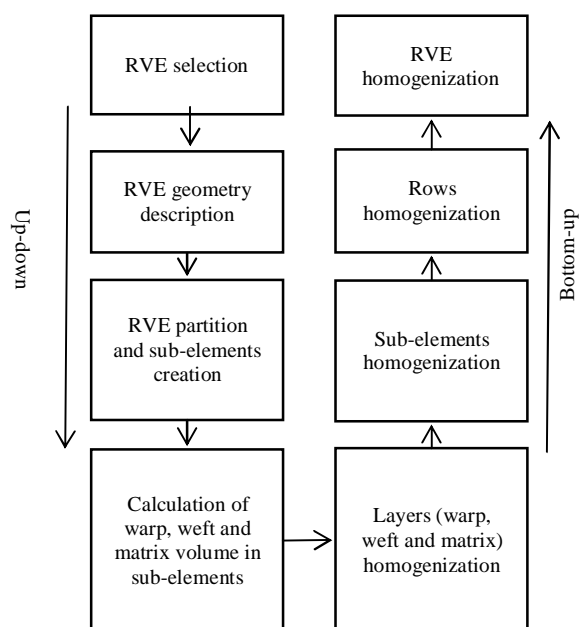 RVE selection
RVE geometry
description
RVE partition
and sub-elements
creation
Calculation of
warp, weft and
matrix volume in
sub-elements
Up-down
RVE
homogenization
Rows
homogenization
Sub-elements
homogenization
Layers (warp,
weft and matrix)
homogenization
Bottom-up